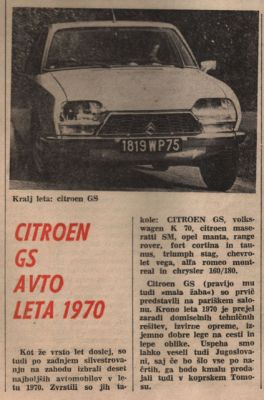 1819WP75
Kralj leta: citroen GS
CITROEN
GS
AVTO
LETA 1970
Kot že vrsto let doslej, so
tudi po zadnjem silvestrova-
nju na zahodu izbrali deset
najboljših avtomobilov v le-
tu 1970. Zvrstili so jih ta-
kole: CITROEN GS, volks-
wagen K 70, citroen mase-
ratti SM, opel manta, range
rover, fort cortina in tau-
nus, triumph stag, chevro-
let vega, alfa romeo mont-
real in chrysler 160/180.
Citroen GS (pravijo mu
tudi »mala žaba«) so prvič
predstavili na pariškem salo-
nu. Krono leta 1970 je prejel
zaradi domiselnih tehničnih
rešitev, izvirne opreme, iz-
jemno dobre lege na cesti in
lepe oblike. Uspeha smo
lahko veseli tudi Jugoslova-
ni, saj če bo šlo vse po na-
črtih, ga bodo kmalu proda-
jali tudi v koprskem Tomo-
su.